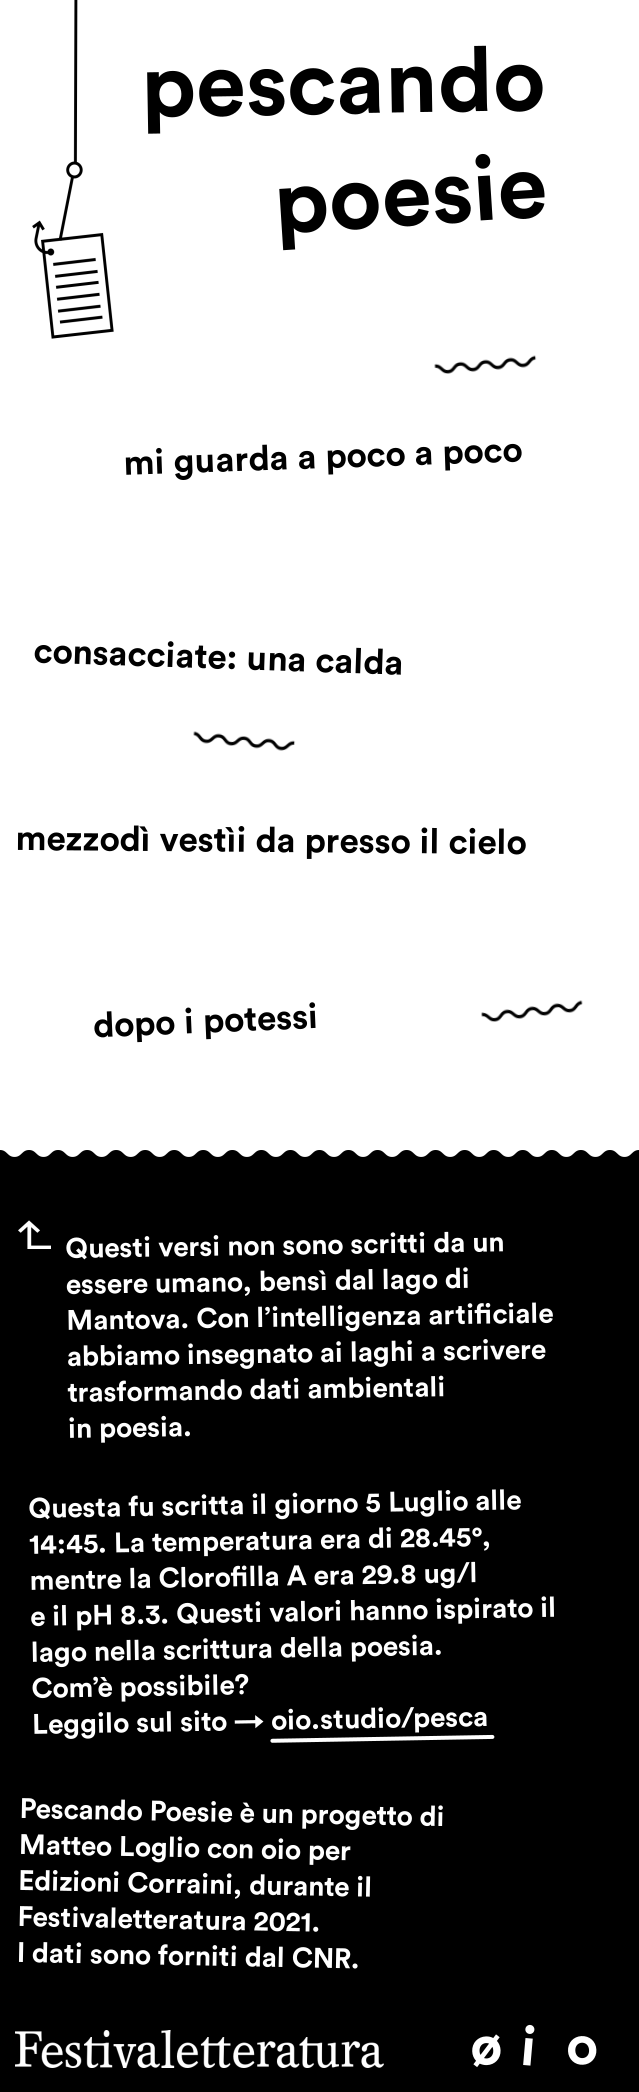 pescando
poesie
mi guarda a poco a poco
consacciate: una calda
mezzodì vestìi da presso il cielo
dopo i potessi
Questi versi non sono scritti da un
essere umano, bensì dal lago di
Mantova. Con l'intelligenza artificiale
abbiamo insegnato ai laghi a scrivere
trasformando dati ambientali
in poesia.
Questa fu scritta il giorno 5 Luglio alle
14:45. La temperatura era di 28.45°,
mentre la Clorofilla A era 29.8 ug/l
e il pH 8.3. Questi valori hanno ispirato il
lago nella scrittura della poesia.
Com'è possibile?
Leggilo sul sito → oio.studio/pesca
Pescando Poesie è un progetto di
Matteo Loglio con oio per
Edizioni Corraini, durante il
Festivaletteratura 2021.
I dati sono forniti dal CNR.
Festivaletteratura ø i o